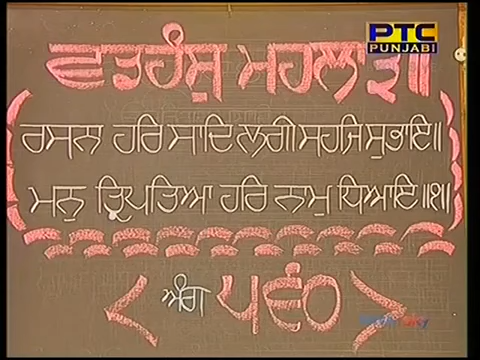 PTC
PUNJABI
ਵਡਹੰਸੁ ਮਹਲਾ ੩॥
ਰਸਨਾ ਹਰਿ ਸਾਦਿ ਲਗੀ ਸਹਜਿ ਸੁਭਾਇ॥
ਮਨੁ ਤ੍ਰਿਪਤਿਆ ਹਰਿ ਨਾਮੁ ਧਿਆਇ॥੧॥
ਅੰਗ ੫੬੦